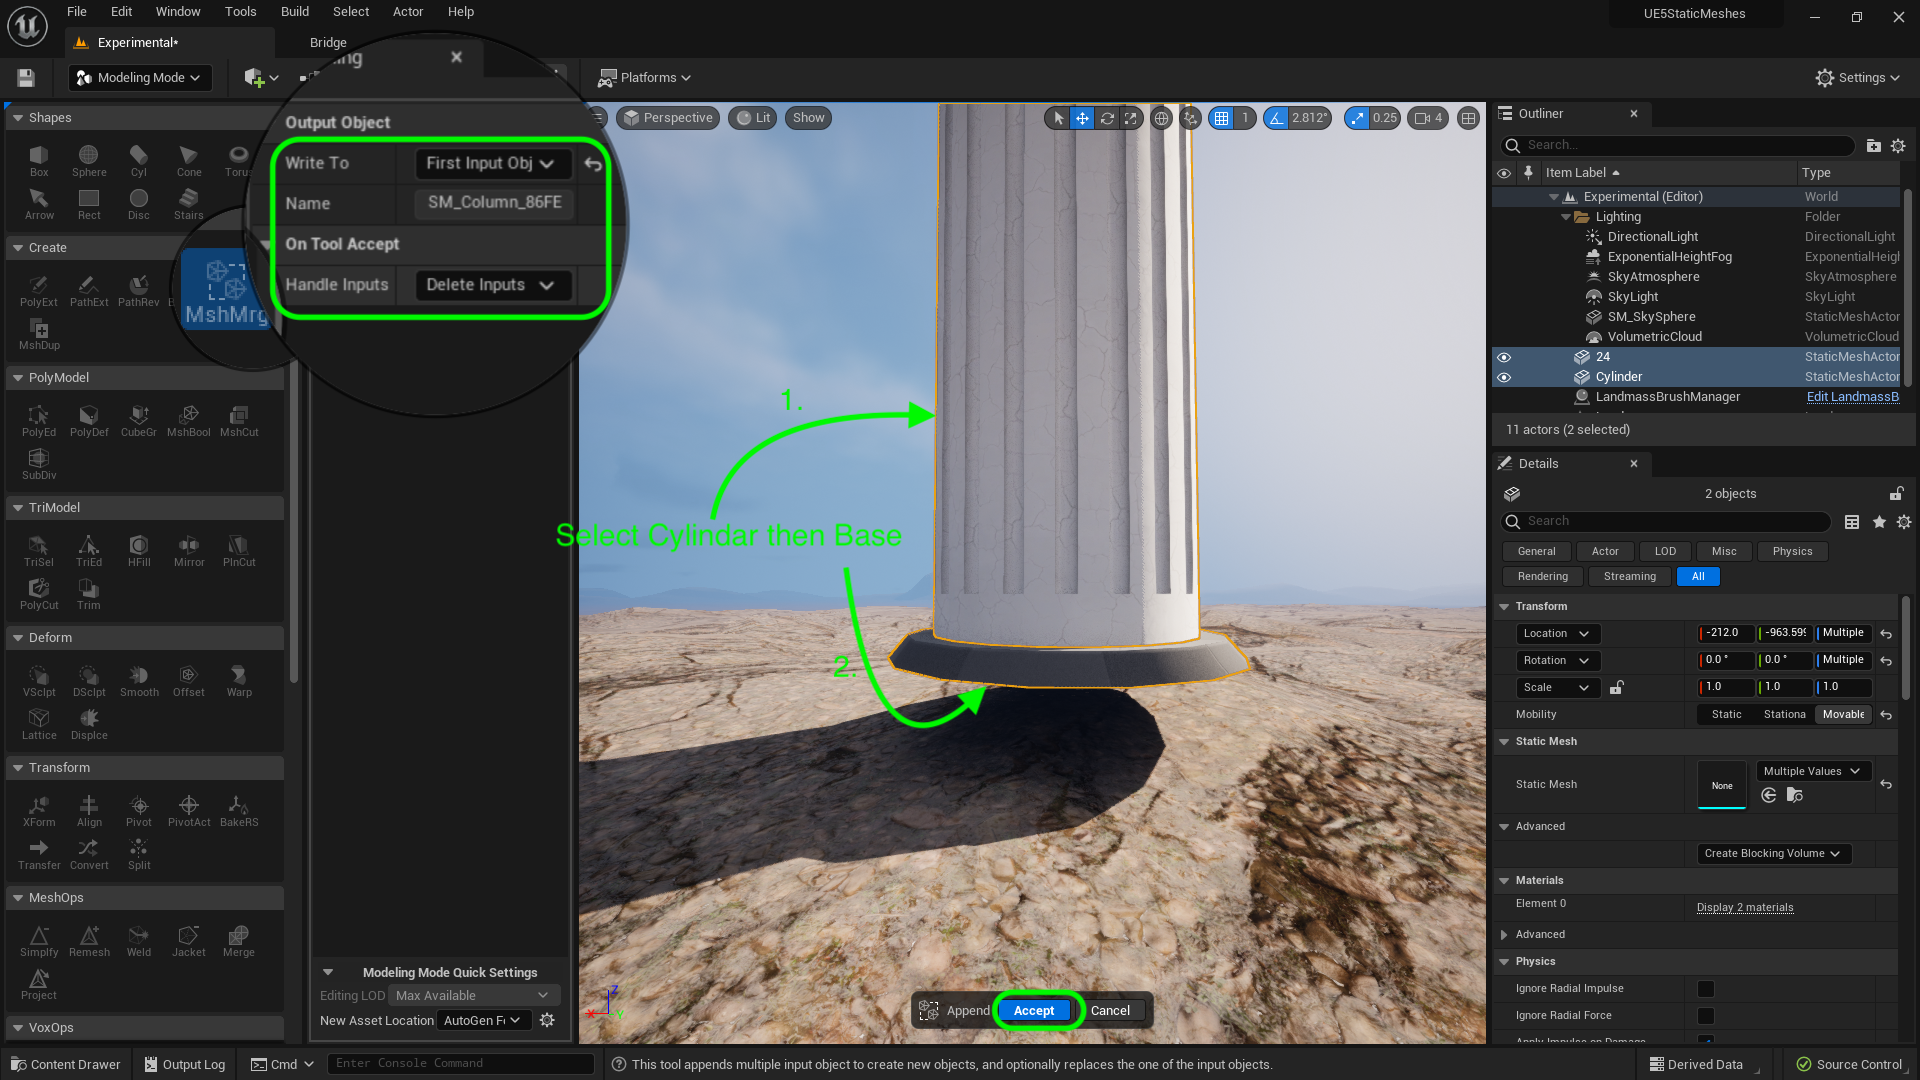 File Edit Window Tools Build Select Actor Help
UE5StaticMeshes
Experimental*
Bridge
Modeling Mode
Platforms
Settings
Shapes
Box Sphere Cyl Cone Torus
Arrow Rect Disc Stairs
Create
PolyExt PathExt PathRev
MshMrg
MshDup
PolyModel
PolyEd PolyDef CubeGr MshBool MshCut
SubDiv
TriModel
TriSel TriEd HFill Mirror PlnCut
PolyCut Trim
Deform
VSclpt DSclpt Smooth Offset Warp
Lattice Displce
Transform
XForm Align Pivot PivotAct BakeRS
Transfer Convert Split
MeshOps
Simplfy Remesh Weld Jacket Merge
Project
VoxOps
Output Object
Write To First Input Obj
Name SM_Column_86FE
On Tool Accept
Handle Inputs Delete Inputs
Modeling Mode Quick Settings
Editing LOD Max Available
New Asset Location AutoGen F
Perspective Lit Show
1 2.812° 0.25 4
1.
Select Cylindar then Base
2.
Append Accept Cancel
Z
X Y
Outliner
Search...
Item Label Type
Experimental (Editor) World
Lighting Folder
DirectionalLight DirectionalLight
ExponentialHeightFog ExponentialHeigh
SkyAtmosphere SkyAtmosphere
SkyLight SkyLight
SM_SkySphere StaticMeshActor
VolumetricCloud VolumetricCloud
24 StaticMeshActor
Cylinder StaticMeshActor
LandmassBrushManager Edit LandmassB
11 actors (2 selected)
Details
2 objects
Search
General Actor LOD Misc Physics
Rendering Streaming All
Transform
Location -212.0 -963.599 Multiple
Rotation 0.0 ° 0.0 ° Multiple
Scale 1.0 1.0 1.0
Mobility Static Stationa Movable
Static Mesh
Static Mesh None Multiple Values
Advanced
Create Blocking Volume
Materials
Element 0 Display 2 materials
Advanced
Physics
Ignore Radial Impulse
Ignore Radial Force
Apply Impulse on Damage
Content Drawer Output Log Cmd Enter Console Command
This tool appends multiple input object to create new objects, and optionally replaces the one of the input objects.
Derived Data Source Control